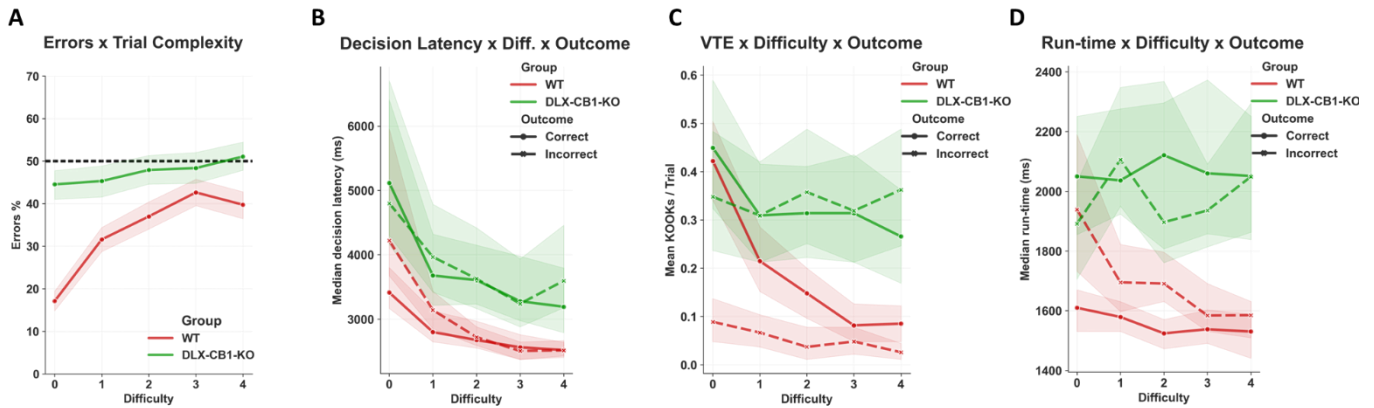 A
Errors x Trial Complexity
Errors %
70
60
50
40
30
20
10
0
0 1 2 3 4
Difficulty
Group
WT
DLX-CB1-KO
B
Decision Latency x Diff. x Outcome
Median decision latency (ms)
6000
5000
4000
3000
0 1 2 3 4
Difficulty
Group
WT
DLX-CB1-KO
Outcome
Correct
Incorrect
C
VTE x Difficulty x Outcome
Mean KOOKs / Trial
0.6
0.5
0.4
0.3
0.2
0.1
0.0
0 1 2 3 4
Difficulty
Group
WT
DLX-CB1-KO
Outcome
Correct
Incorrect
D
Run-time x Difficulty x Outcome
Median run-time (ms)
2400
2200
2000
1800
1600
1400
0 1 2 3 4
Difficulty
Group
WT
DLX-CB1-KO
Outcome
Correct
Incorrect